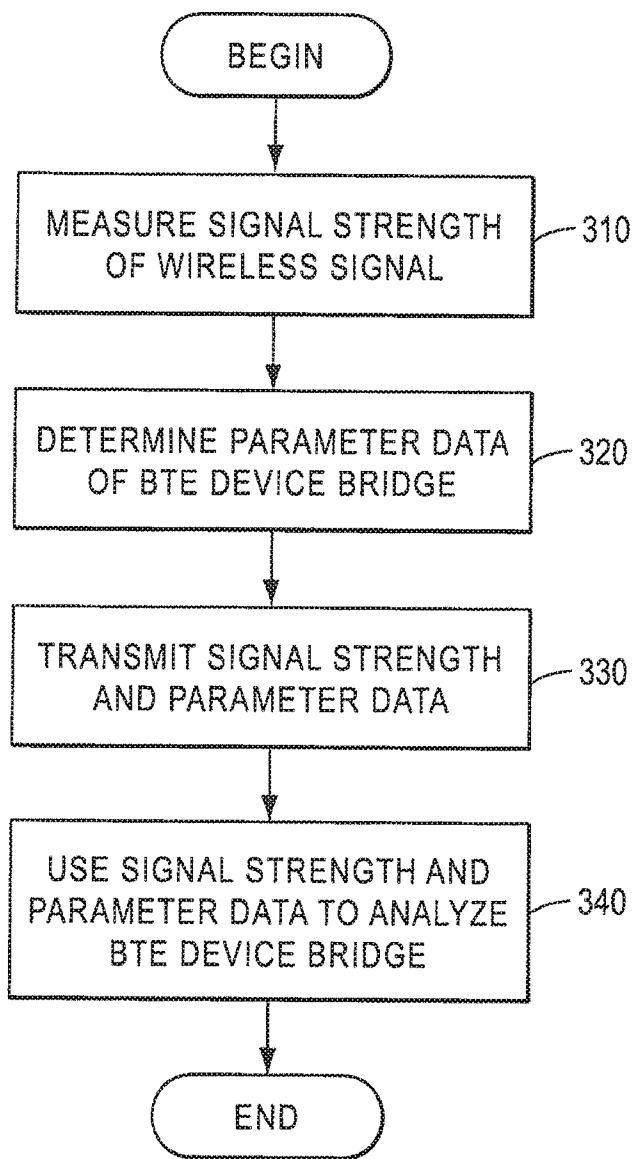 BEGIN
MEASURE SIGNAL STRENGTH
OF WIRELESS SIGNAL
310
DETERMINE PARAMETER DATA
OF BTE DEVICE BRIDGE
320
TRANSMIT SIGNAL STRENGTH
AND PARAMETER DATA
330
USE SIGNAL STRENGTH AND
PARAMETER DATA TO ANALYZE
BTE DEVICE BRIDGE
340
END